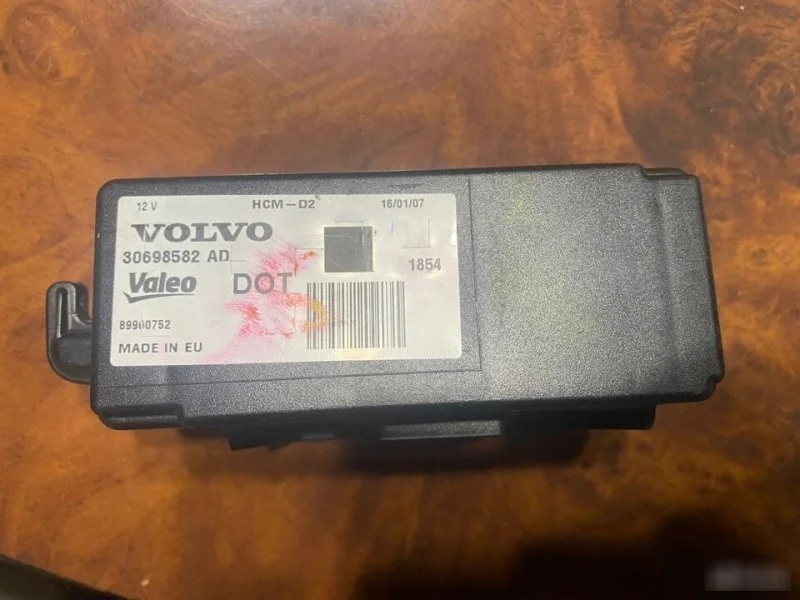 12 V HCM-D2 16/01/07
VOLVO
30698582 AD
1854
Valeo DOT
MADE IN EU